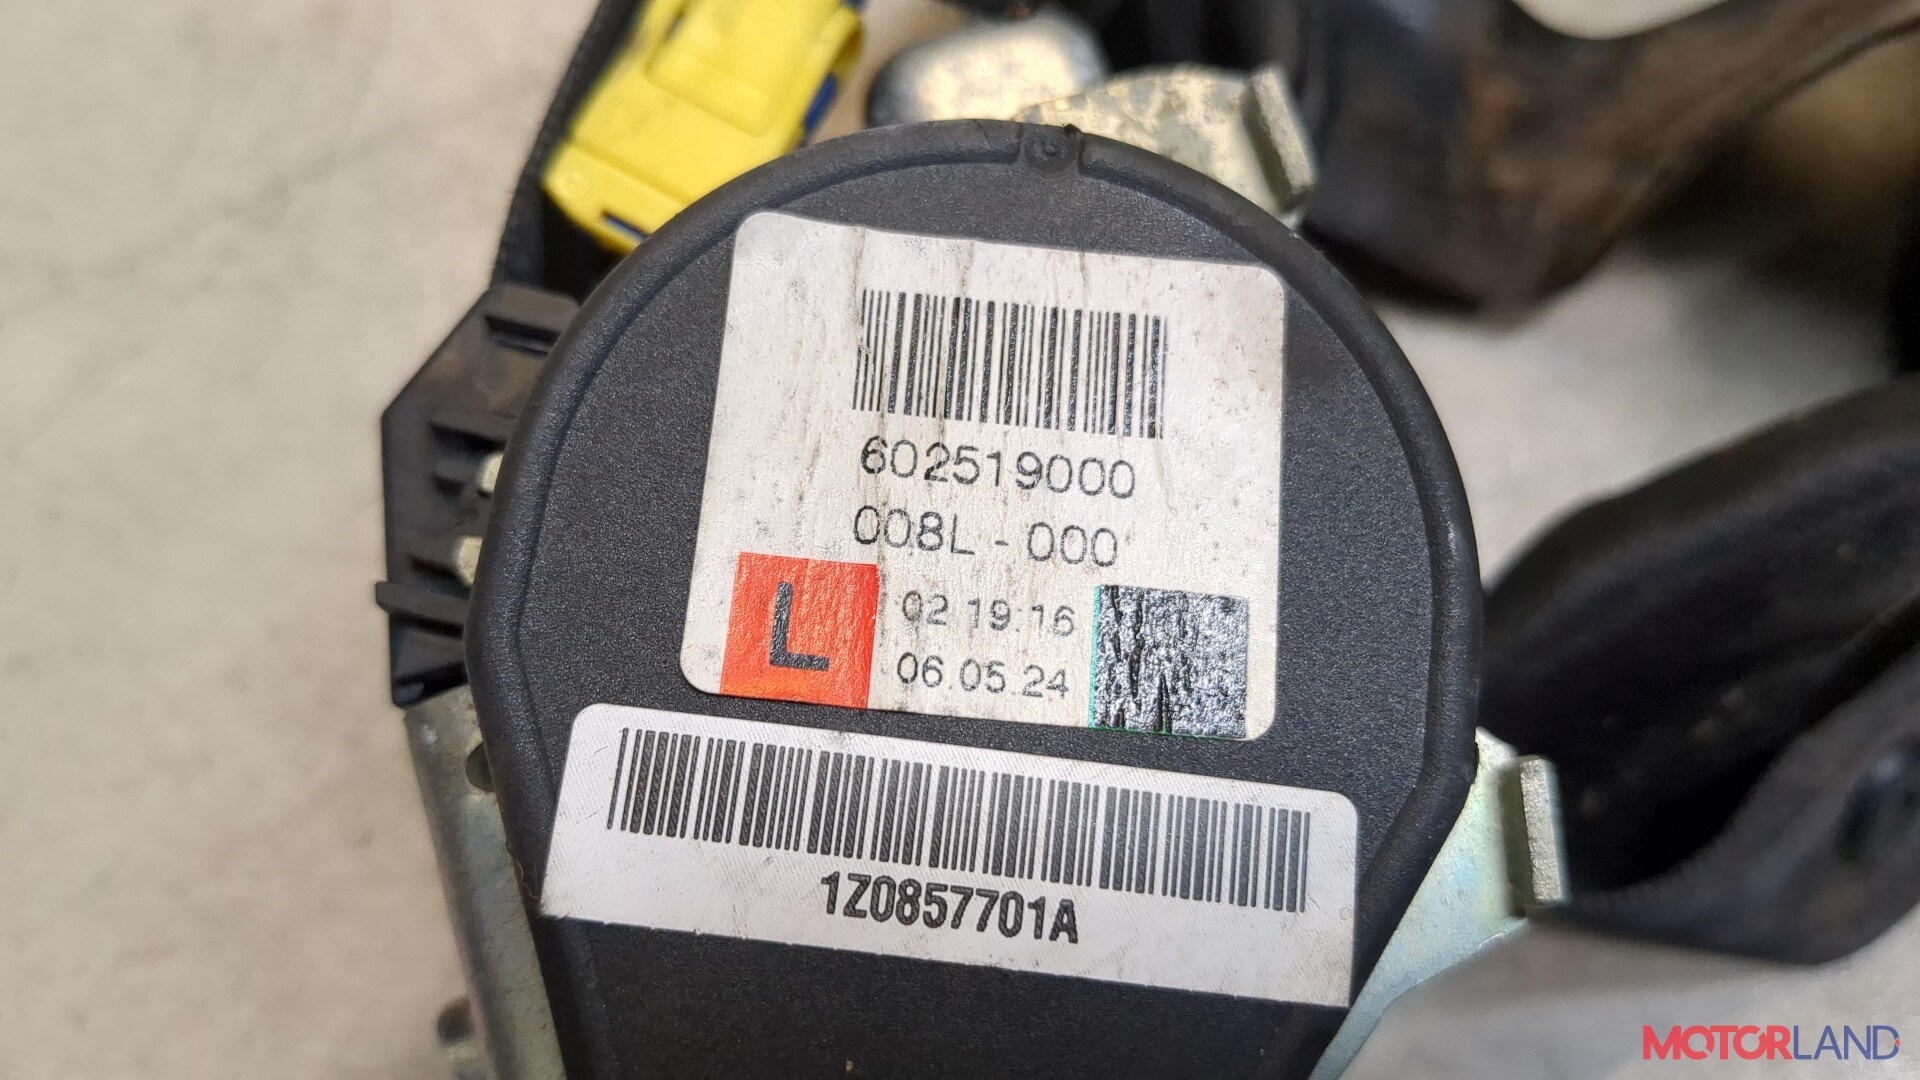 602519000
008L - 000
L
02 19:16
06.05.24
1Z0857701A
MOTORLAND